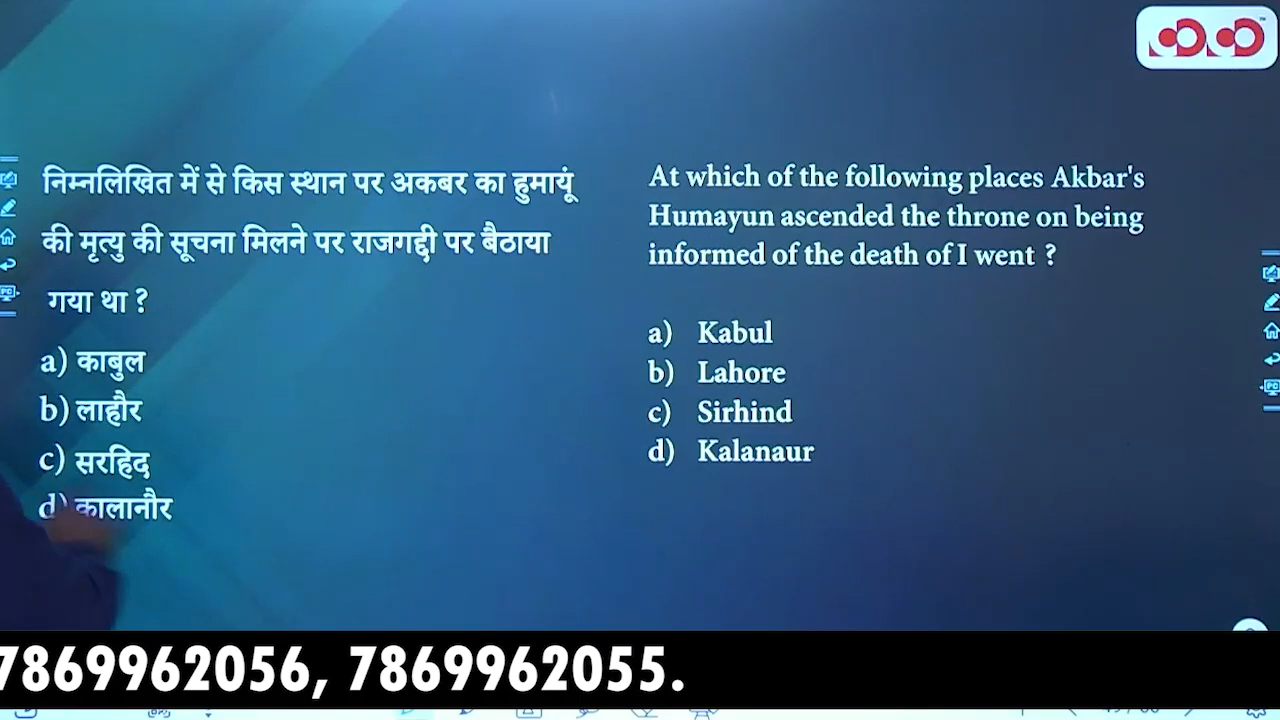 निम्नलिखित में से किस स्थान पर अकबर का हुमायूं
की मृत्यु की सूचना मिलने पर राजगद्दी पर बैठाया
गया था ?
a) काबुल
b) लाहौर
c) सरहिद
d) कालानौर
At which of the following places Akbar's
Humayun ascended the throne on being
informed of the death of I went ?
a) Kabul
b) Lahore
c) Sirhind
d) Kalanaur
7869962056, 7869962055.